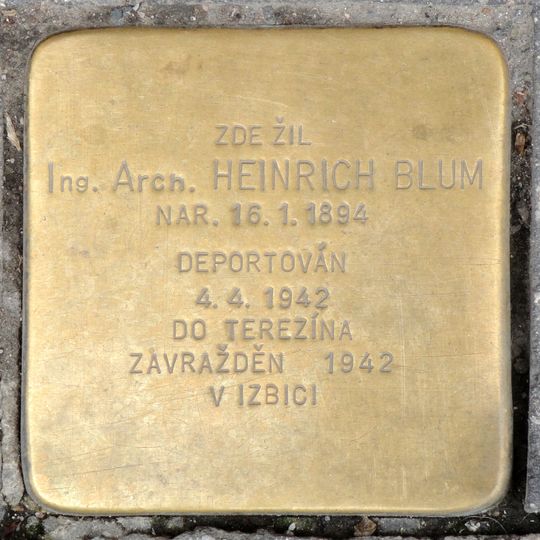 ZDE ŽIL
Ing. Arch. HEINRICH BLUM
NAR. 16. 1. 1894
DEPORTOVÁN
4. 4. 1942
DO TEREZÍNA
ZAVRAŽDĚN 1942
V IZBICI